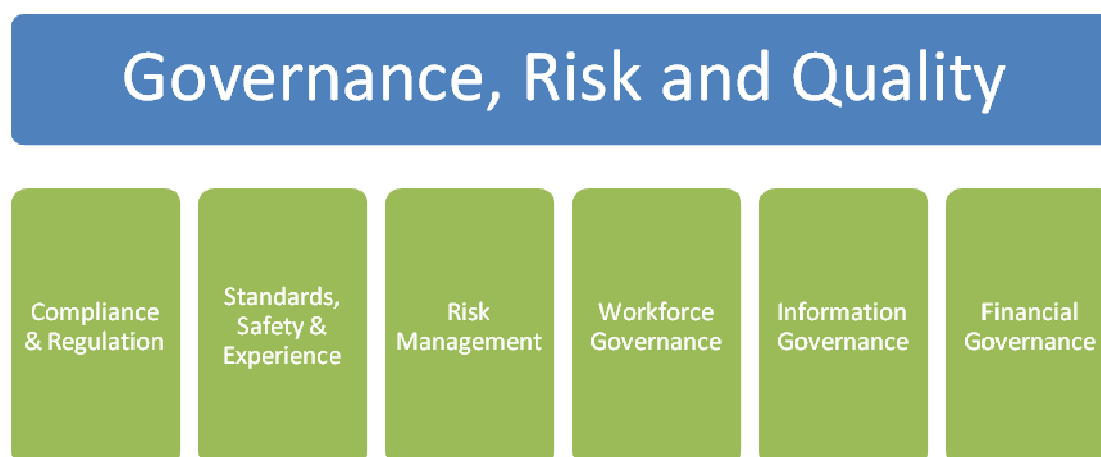 Governance, Risk and Quality
Compliance
& Regulation
Standards,
Safety &
Experience
Risk
Management
Workforce
Governance
Information
Governance
Financial
Governance